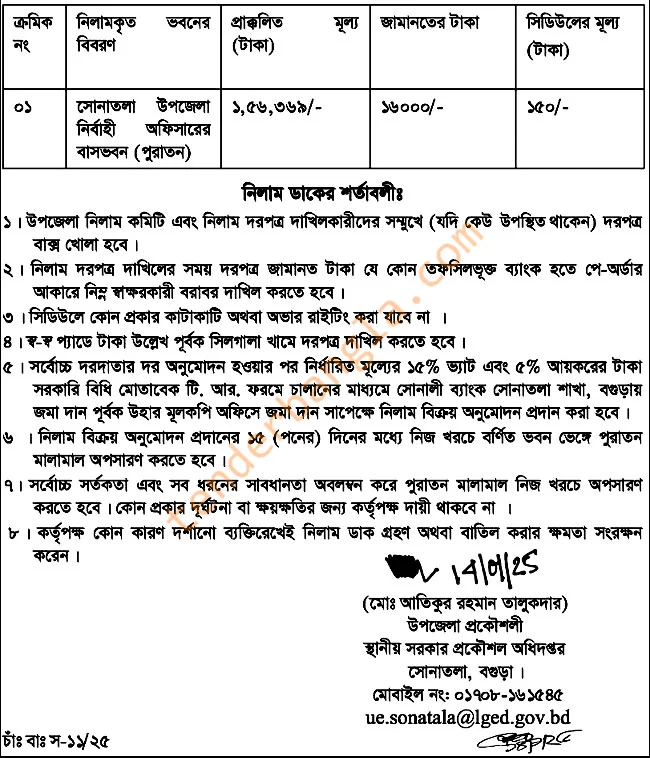 ক্রমিক নং
নিলামকৃত ভবনের বিবরণ
প্রাক্কলিত মূল্য (টাকা)
জামানতের টাকা
সিডিউলের মূল্য (টাকা)
০১
সোনাতলা উপজেলা
নির্বাহী অফিসারের
বাসভবন (পুরাতন)
১,৫৬,৩৬৯/-
১৬০০০/-
১৫০/-
নিলাম ডাকের শর্তাবলীঃ
১। উপজেলা নিলাম কমিটি এবং নিলাম দরপত্র দাখিলকারীদের সম্মুখে (যদি কেউ উপস্থিত থাকেন) দরপত্র
বাক্স খোলা হবে।
২। নিলাম দরপত্র দাখিলের সময় দরপত্র জামানত টাকা যে কোন তফসিলভূক্ত ব্যাংক হতে পে-অর্ডার
আকারে নিম্ন স্বাক্ষরকারী বরাবর দাখিল করতে হবে।
৩। সিডিউলে কোন প্রকার কাটাকাটি অথবা অভার রাইটিং করা যাবে না ।
৪। স্ব-স্ব প্যাডে টাকা উল্লেখ পূর্বক সিলগালা খামে দরপত্র দাখিল করতে হবে।
৫। সর্বোচ্চ দরদাতার দর অনুমোদন হওয়ার পর নির্ধারিত মূল্যের ১৫% ভ্যাট এবং ৫% আয়করের টাকা
সরকারি বিধি মোতাবেক টি. আর. ফরমে চালানের মাধ্যমে সোনালী ব্যাংক সোনাতলা শাখা, বগুড়ায়
জমা দান পূর্বক উহার মূলকপি অফিসে জমা দান সাপেক্ষে নিলাম বিক্রয় অনুমোদন প্রদান করা হবে।
৬ । নিলাম বিক্রয় অনুমোদন প্রদানের ১৫ (পনের) দিনের মধ্যে নিজ খরচে বর্ণিত ভবন ভেঙ্গে পুরাতন
মালামাল অপসারণ করতে হবে।
৭। সর্বোচ্চ সর্তকতা এবং সব ধরনের সাবধানতা অবলম্বন করে পুরাতন মালামাল নিজ খরচে অপসারণ
করতে হবে। কোন প্রকার দূর্ঘটনা বা ক্ষয়ক্ষতির জন্য কর্তৃপক্ষ দায়ী থাকবে না ।
৮। কর্তৃপক্ষ কোন কারণ দর্শানো ব্যক্তিরেখেই নিলাম ডাক গ্রহণ অথবা বাতিল করার ক্ষমতা সংরক্ষন
করেন।
(মোঃ আতিকুর রহমান তালুকদার)
উপজেলা প্রকৌশলী
স্থানীয় সরকার প্রকৌশল অধিদপ্তর
সোনাতলা, বগুড়া ।
মোবাইল নং: ০১৭০৮-১৬১৫৪৫
ue.sonatala@lged.gov.bd
চাঁঃ বাঃ স-১১/২৫
tenderbangla.com